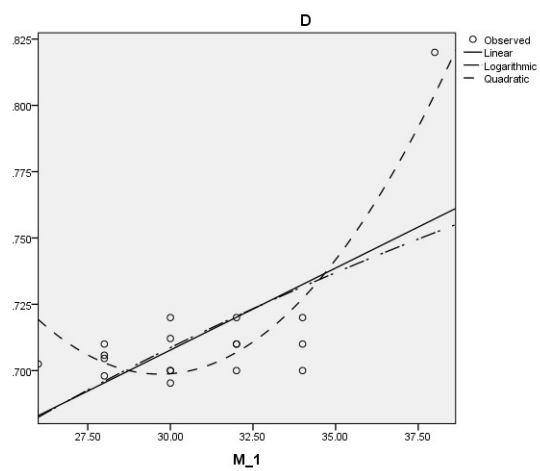 D
.825
.800
.775
.750
.725
.700
27.50 30.00 32.50 35.00 37.50
M_1
Observed
Linear
Logarithmic
Quadratic